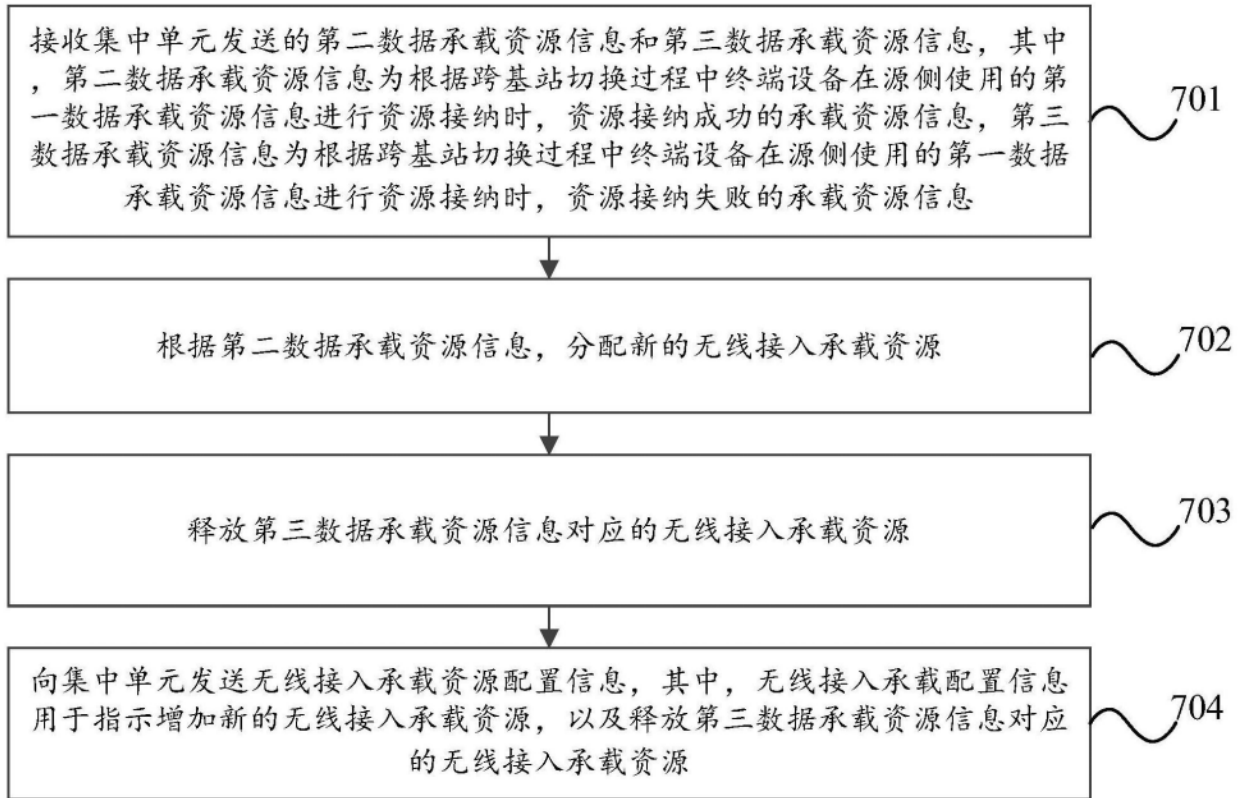 接收集中单元发送的第二数据承载资源信息和第三数据承载资源信息，其中
，第二数据承载资源信息为根据跨基站切换过程中终端设备在源侧使用的第
一数据承载资源信息进行资源接纳时，资源接纳成功的承载资源信息，第三
数据承载资源信息为根据跨基站切换过程中终端设备在源侧使用的第一数据
承载资源信息进行资源接纳时，资源接纳失败的承载资源信息
701
根据第二数据承载资源信息，分配新的无线接入承载资源
702
释放第三数据承载资源信息对应的无线接入承载资源
703
向集中单元发送无线接入承载资源配置信息，其中，无线接入承载配置信息
用于指示增加新的无线接入承载资源，以及释放第三数据承载资源信息对应
的无线接入承载资源
704